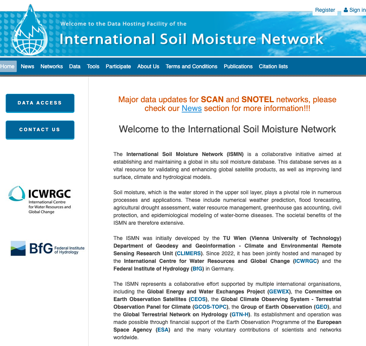 Register Sign in
Welcome to the Data Hosting Facility of the
International Soil Moisture Network
Home News Networks Data Tools Participate About Us Terms and Conditions Publications Citation lists
DATA ACCESS
CONTACT US
ICWRGC
International Centre
for Water Resources and
Global Change
BfG Federal Institute
of Hydrology
Major data updates for SCAN and SNOTEL networks, please
check our News section for more information!!!
Welcome to the International Soil Moisture Network
The International Soil Moisture Network (ISMN) is a collaborative initiative aimed at
establishing and maintaining a global in situ soil moisture database. This database serves as a
vital resource for validating and enhancing global satellite products, as well as improving land
surface, climate and hydrological models.
Soil moisture, which is the water stored in the upper soil layer, plays a pivotal role in numerous
processes and applications. These include numerical weather prediction, flood forecasting,
agricultural drought assessment, water resource management, greenhouse gas accounting, civil
protection, and epidemiological modeling of water-borne diseases. The societal benefits of the
ISMN are therefore extensive.
The ISMN was initially developed by the TU Wien (Vienna University of Technology)
Department of Geodesy and Geoinformation - Climate and Environmental Remote
Sensing Research Unit (CLIMERS). Since 2022, it has been jointly hosted and managed by
the International Centre for Water Resources and Global Change (ICWRGC) and the
Federal Institute of Hydrology (BfG) in Germany.
The ISMN represents a collaborative effort supported by multiple international organisations,
including the Global Energy and Water Exchanges Project (GEWEX), the Committee on
Earth Observation Satellites (CEOS), the Global Climate Observing System - Terrestrial
Observation Panel for Climate (GCOS-TOPC), the Group of Earth Observation (GEO), and
the Global Terrestrial Network on Hydrology (GTN-H). Its establishment and operation was
made possible through financial support of the Earth Observation Programme of the European
Space Agency (ESA) and the many voluntary contributions of scientists and networks
worldwide.